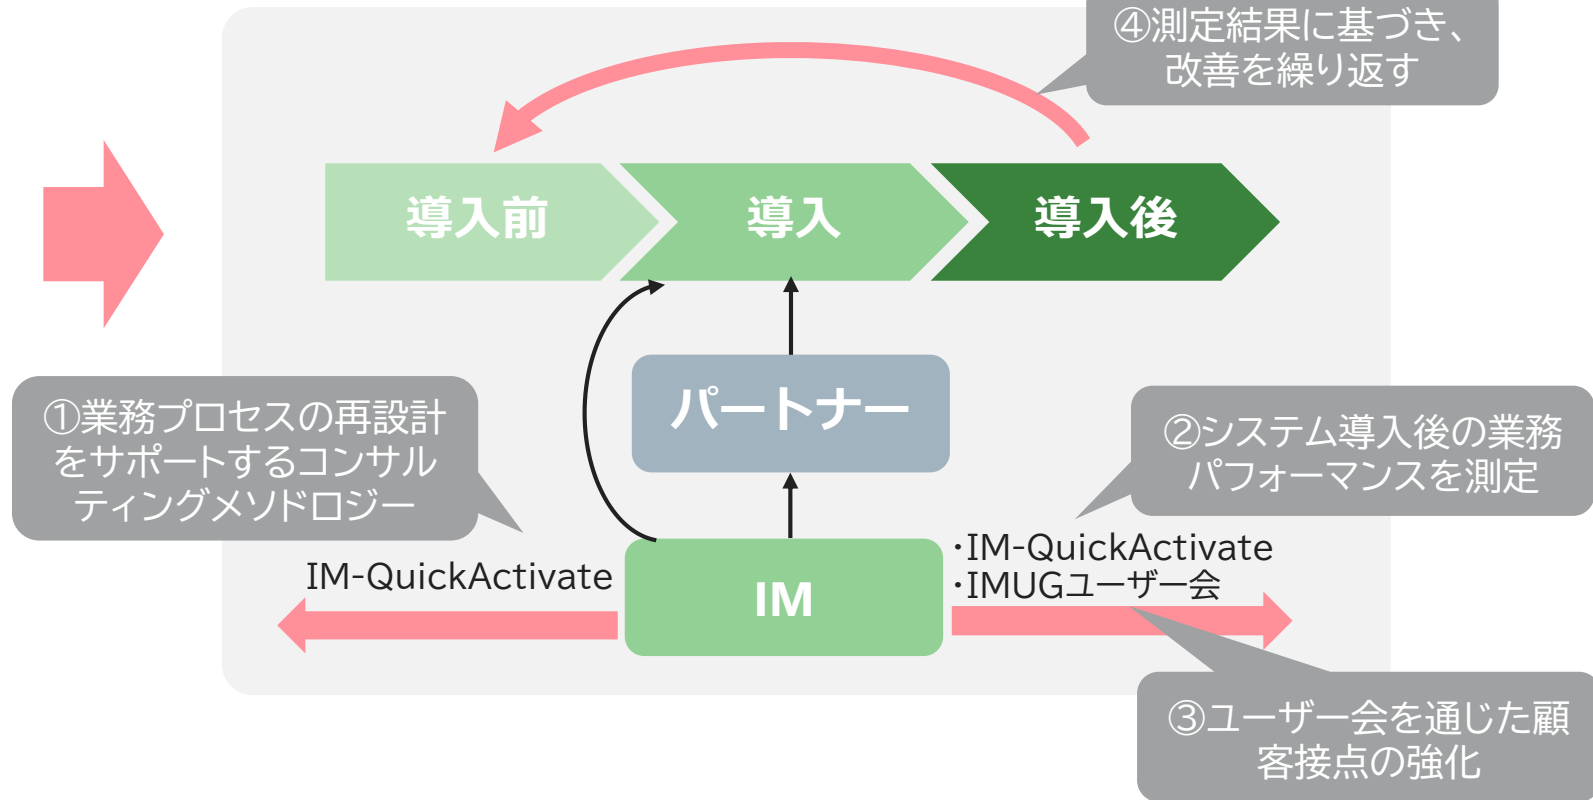 ④測定結果に基づき、
改善を繰り返す
導入前
導入
導入後
パートナー
①業務プロセスの再設計
をサポートするコンサル
ティングメソドロジー
②システム導入後の業務
パフォーマンスを測定
IM-QuickActivate
IM
・IM-QuickActivate
・IMUGユーザー会
③ユーザー会を通じた顧
客接点の強化